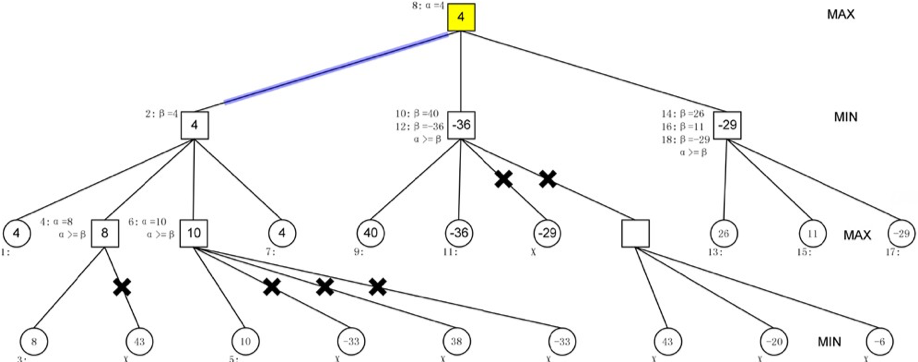 8: α=4
4
MAX
2: β=4
4
10: β=40
12: β=-36
α >= β
-36
14: β=26
16: β=11
18: β=-29
α >= β
-29
MIN
4
1:
4: α=8
α >= β
8
6: α=10
α >= β
10
4
7:
40
9:
-36
11:
-29
X
26
13:
11
15:
MAX
-29
17:
8
3:
43
X
10
5:
-33
X
38
X
-33
X
43
X
-20
X
MIN
-6
X